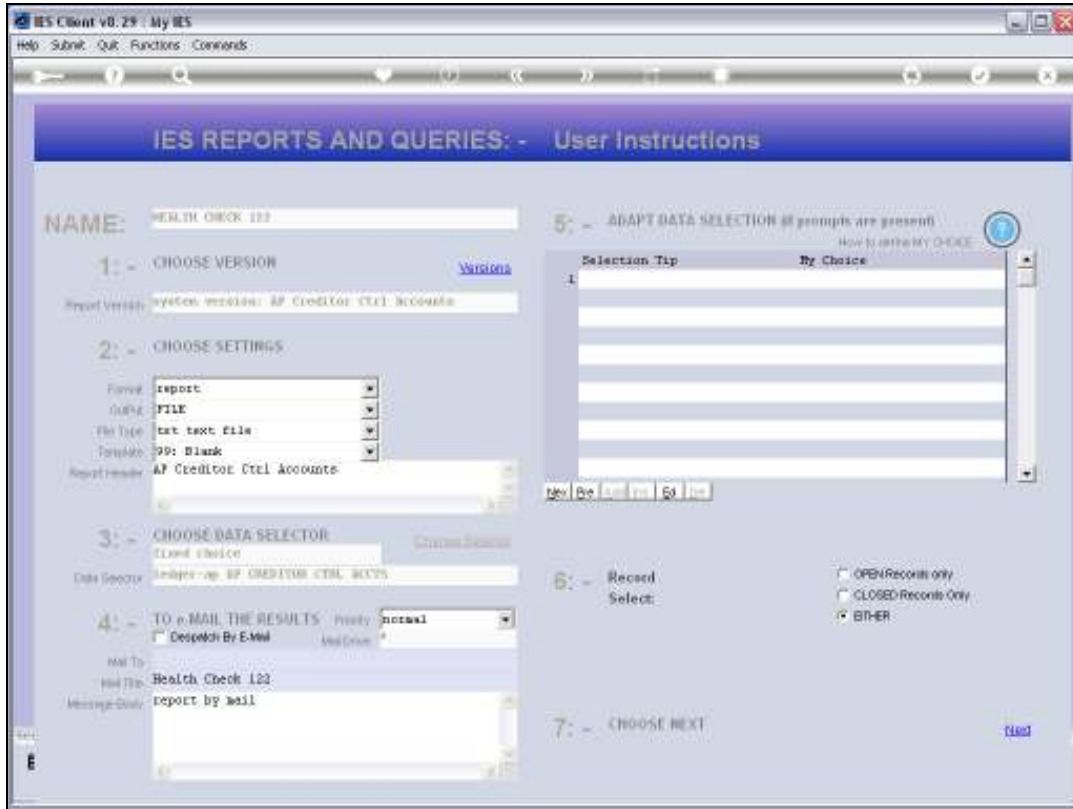 IES Client v8.29 : My IES
Help Submit Quit Functions Commands
IES REPORTS AND QUERIES: - User Instructions
NAME: HEALTH CHECK 122
1: - CHOOSE VERSION Versions
Report Version system version: AP Creditor Ctrl Accounts
2: - CHOOSE SETTINGS
Format report
OutPut FILE
File Type txt text file
Template 99: Blank
Report Header AP Creditor Ctrl Accounts
3: - CHOOSE DATA SELECTOR
fixed choice
Data Selector ledger-ap AP CREDITOR CTRL ACCTS
4: - TO e-MAIL THE RESULTS Priority normal
Despatch By E-Mail Mail Drive *
Mail To
Mail Title Health Check 122
Message Body report by mail
5: - ADAPT DATA SELECTION (if prompts are present)
How to define MY CHOICE
Selection Tip My Choice
1
Nex Pre Add Ins Ed Del
6: - Record Select:
OPEN Records only
CLOSED Records Only
EITHER
7: - CHOOSE NEXT Next